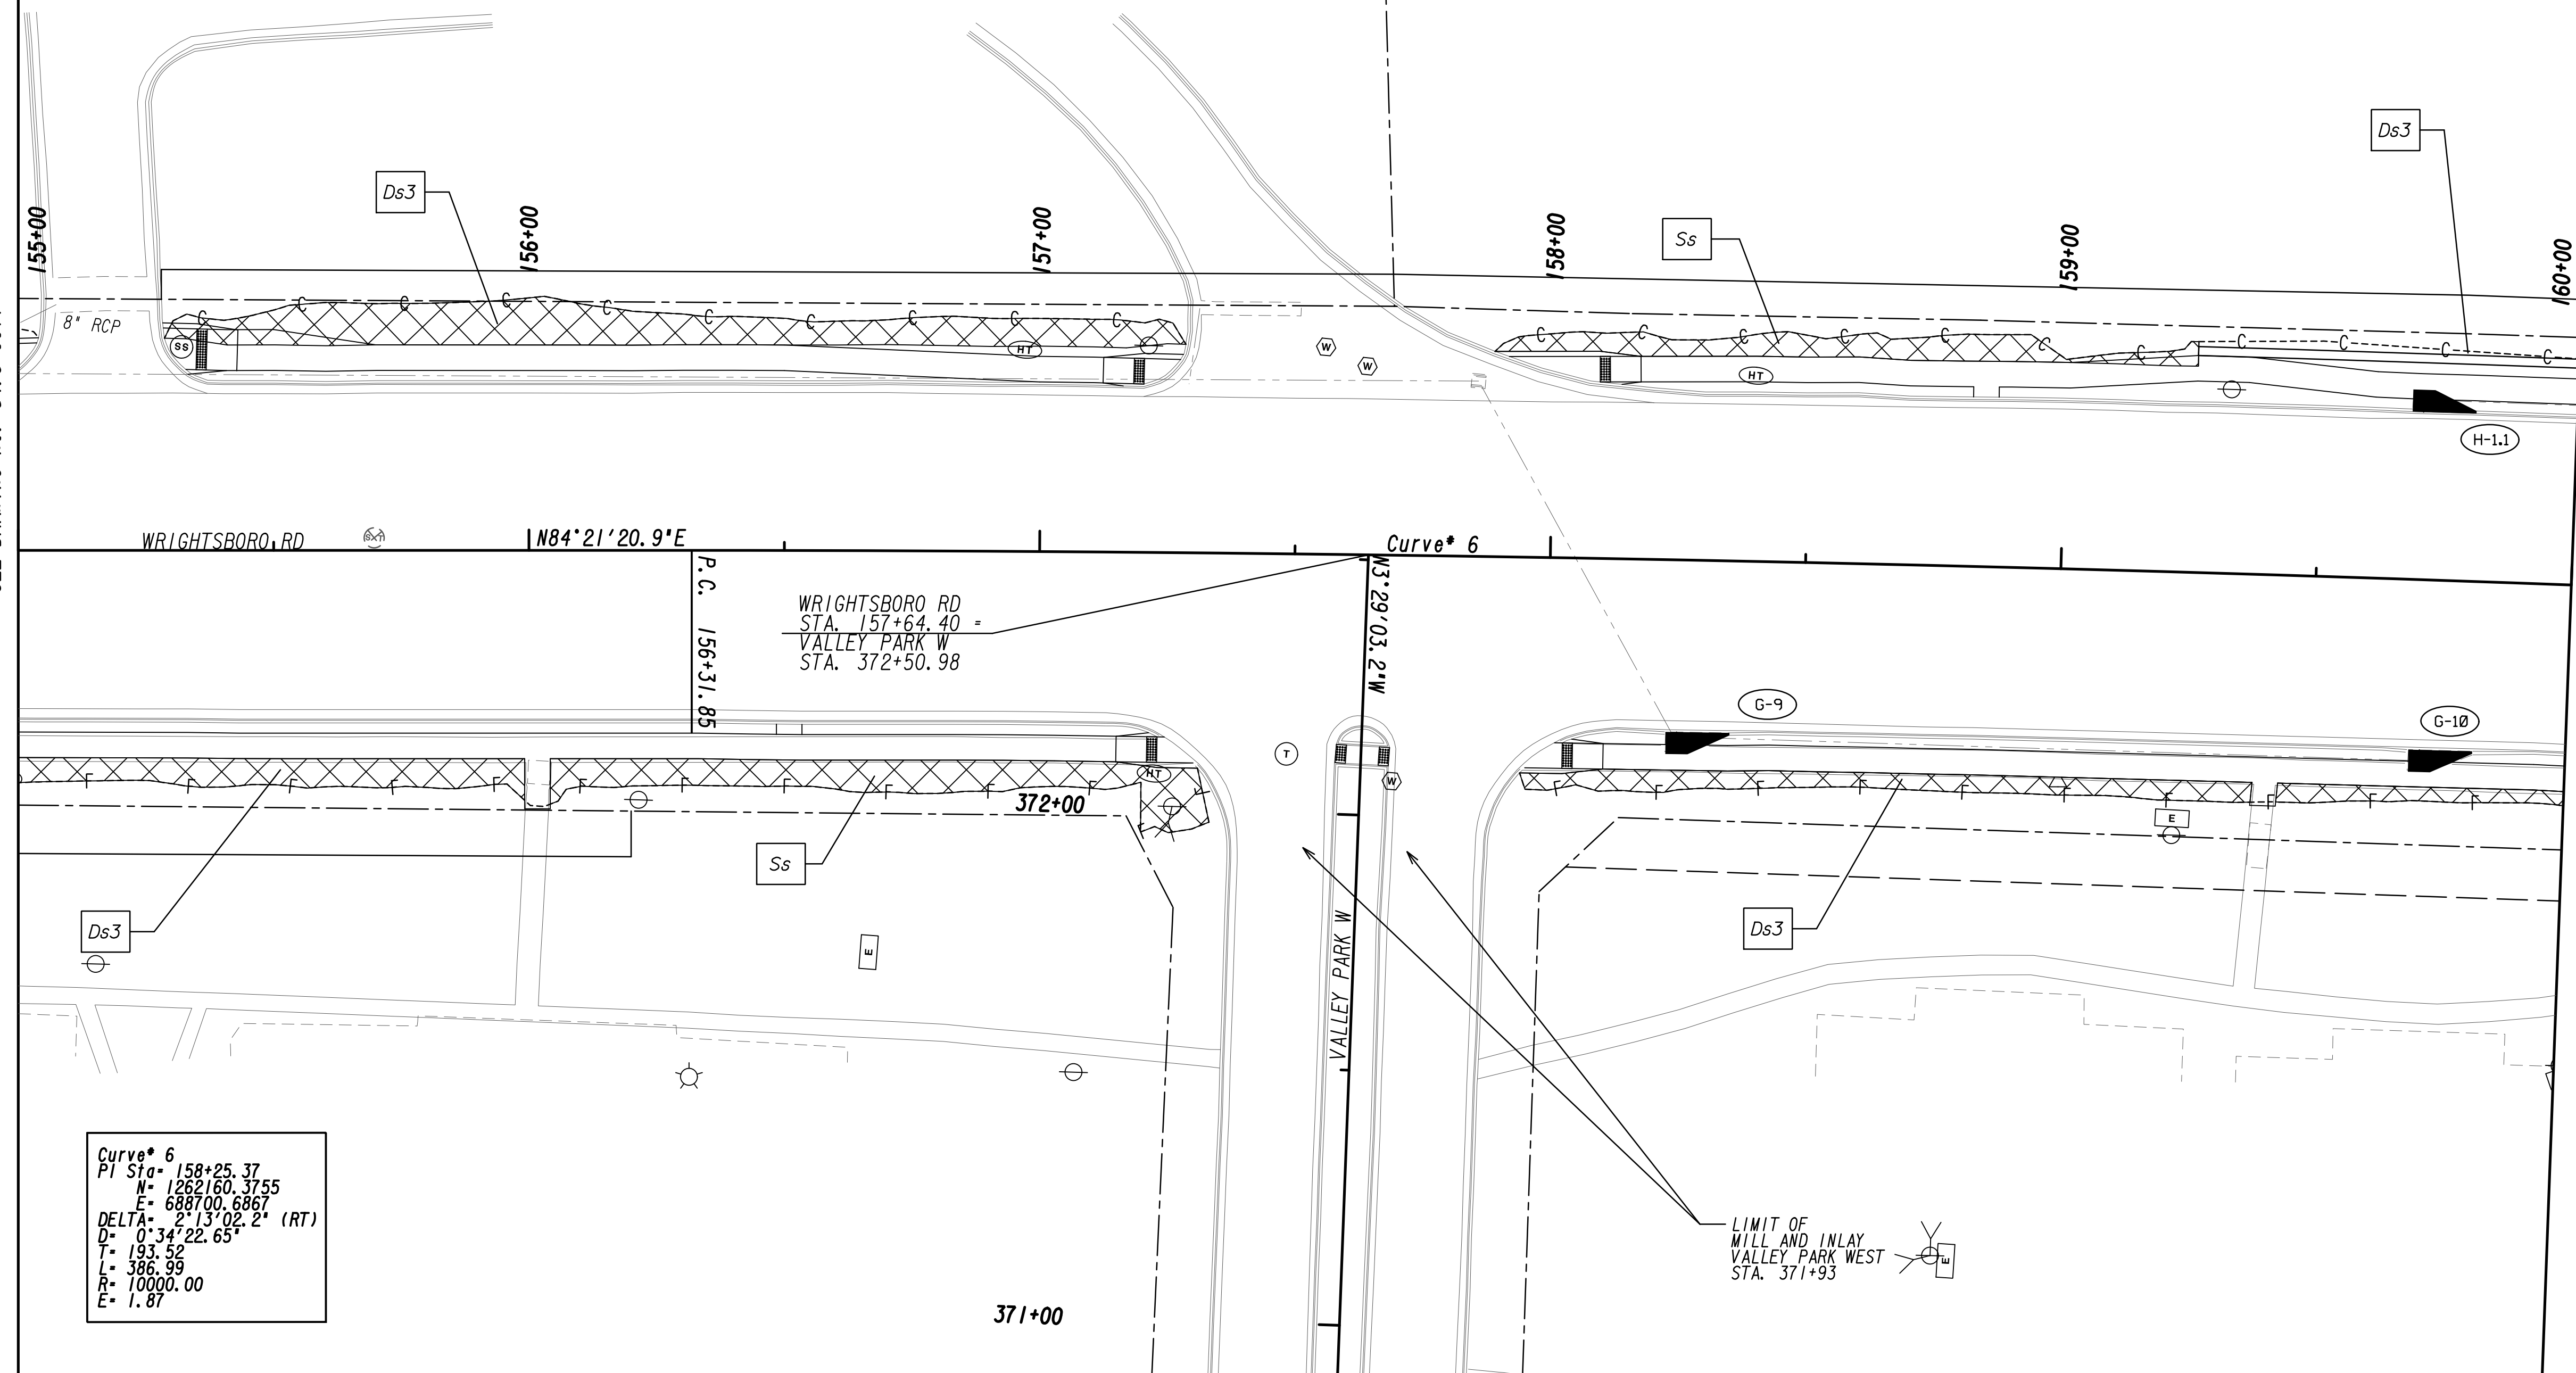 Ds3
Ds3
Ss
155+00
156+00
157+00
158+00
159+00
160+00
8" RCP
C C C C C C C C C C
C C C C C C C C C C C
SS
HT
W
W
HT
H-1.1
WRIGHTSBORO RD
N84°21'20.9"E
Curve# 6
P.C. 156+31.85
WRIGHTSBORO RD
STA. 157+64.40 =
VALLEY PARK W
STA. 372+50.98
N3°29'03.2"W
G-9
G-10
T
HT
W
F F F F F F F F F F F
F F F F F F F F F F
372+00
E
Ss
Ds3
Ds3
E
VALLEY PARK W
Curve# 6
PI Sta= 158+25.37
N= 1262160.3755
E= 688700.6867
DELTA= 2°13'02.2" (RT)
D= 0°34'22.65"
T= 193.52
L= 386.99
R= 10000.00
E= 1.87
LIMIT OF
MILL AND INLAY
VALLEY PARK WEST
STA. 371+93
E
371+00